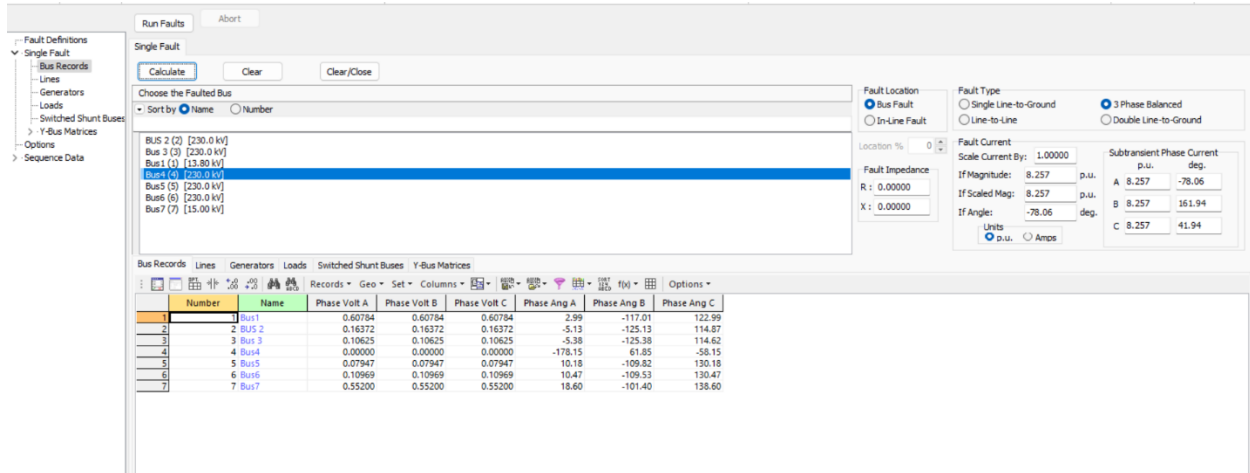 Run Faults Abort
Fault Definitions
Single Fault
Bus Records
Lines
Generators
Loads
Switched Shunt Buses
Y-Bus Matrices
Options
Sequence Data
Single Fault
Calculate Clear Clear/Close
Choose the Faulted Bus
Sort by Name Number
BUS 2 (2) [230.0 kV]
Bus 3 (3) [230.0 kV]
Bus1 (1) [13.80 kV]
Bus4 (4) [230.0 kV]
Bus5 (5) [230.0 kV]
Bus6 (6) [230.0 kV]
Bus7 (7) [15.00 kV]
Fault Location
Bus Fault
In-Line Fault
Location % 0
Fault Impedance
R : 0.00000
X : 0.00000
Fault Type
Single Line-to-Ground 3 Phase Balanced
Line-to-Line Double Line-to-Ground
Fault Current
Scale Current By: 1.00000
If Magnitude: 8.257 p.u.
If Scaled Mag: 8.257 p.u.
If Angle: -78.06 deg.
Units
p.u. Amps
Subtransient Phase Current
p.u. deg.
A 8.257 -78.06
B 8.257 161.94
C 8.257 41.94
Bus Records Lines Generators Loads Switched Shunt Buses Y-Bus Matrices
Records Geo Set Columns f(x) Options
Number Name Phase Volt A Phase Volt B Phase Volt C Phase Ang A Phase Ang B Phase Ang C
1 1 Bus1 0.60784 0.60784 0.60784 2.99 -117.01 122.99
2 2 BUS 2 0.16372 0.16372 0.16372 -5.13 -125.13 114.87
3 3 Bus 3 0.10625 0.10625 0.10625 -5.38 -125.38 114.62
4 4 Bus4 0.00000 0.00000 0.00000 -178.15 61.85 -58.15
5 5 Bus5 0.07947 0.07947 0.07947 10.18 -109.82 130.18
6 6 Bus6 0.10969 0.10969 0.10969 10.47 -109.53 130.47
7 7 Bus7 0.55200 0.55200 0.55200 18.60 -101.40 138.60